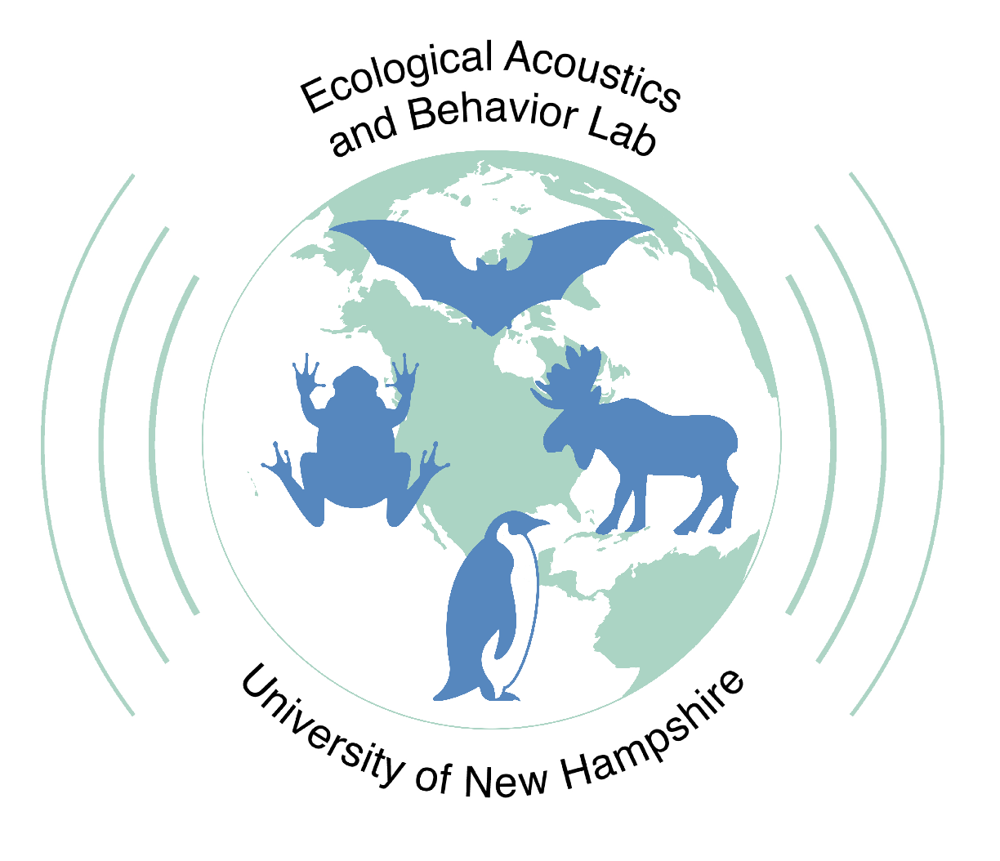 Ecological Acoustics
and Behavior Lab
University of New Hampshire